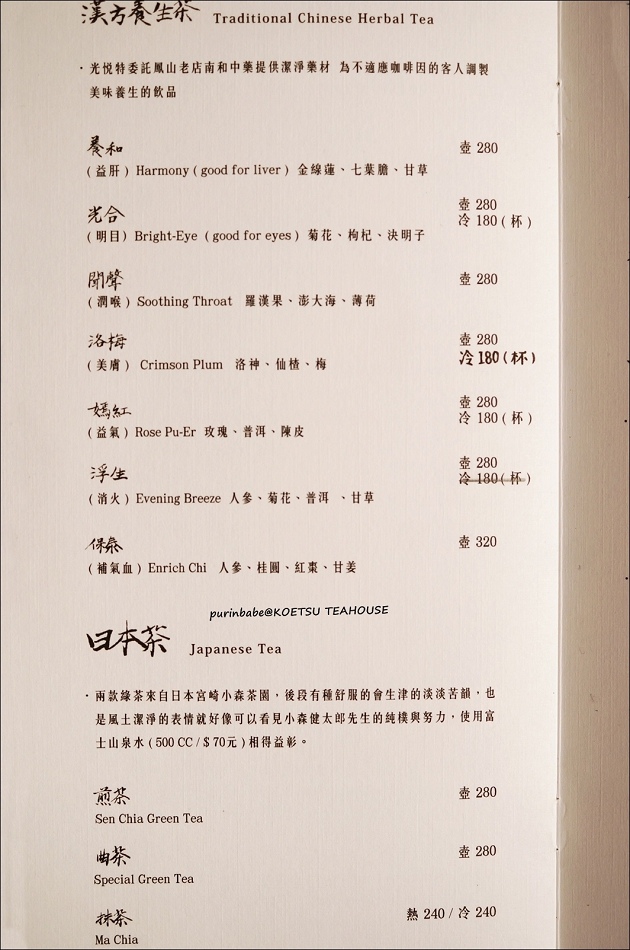 漢方養生茶 Traditional Chinese Herbal Tea
· 光悅特委託鳳山老店南和中藥提供潔淨藥材 為不適應咖啡因的客人調製
美味養生的飲品
養和
壺 280
( 益肝 ) Harmony ( good for liver ) 金線蓮、七葉膽、甘草
壺 280
光合
冷 180 ( 杯 )
( 明目 ) Bright-Eye ( good for eyes ) 菊花、枸杞、決明子
聞聲
壺 280
( 潤喉 ) Soothing Throat 羅漢果、澎大海、薄荷
洛梅
壺 280
冷 180 ( 杯 )
( 美膚 ) Crimson Plum 洛神、仙楂、梅
壺 280
嫣紅
冷 180 ( 杯 )
( 益氣 ) Rose Pu-Er 玫瑰、普洱、陳皮
壺 280
浮生
冷 180 ( 杯 )
( 消火 ) Evening Breeze 人參、菊花、普洱 、甘草
保泰
壺 320
( 補氣血 ) Enrich Chi 人參、桂圓、紅棗、甘姜
purinbabe@KOETSU TEAHOUSE
日本茶 Japanese Tea
· 兩款綠茶來自日本宮崎小森茶園，後段有種舒服的會生津的淡淡苦韻，也
是風土潔淨的表情就好像可以看見小森健太郎先生的純樸與努力，使用富
士山泉水 ( 500 CC / $ 70元 ) 相得益彰。
煎茶
壺 280
Sen Chia Green Tea
曲茶
壺 280
Special Green Tea
抹茶
熱 240 / 冷 240
Ma Chia